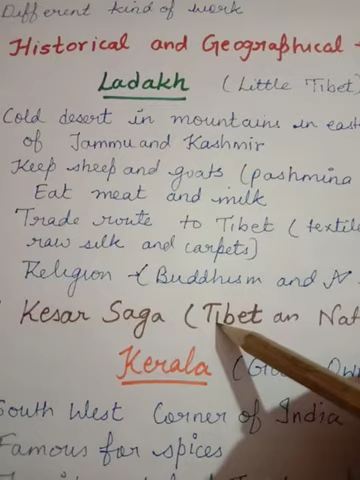 Different kind of work
Historical and Geographical
Ladakh (Little Tibet)
Cold desert in mountains in east
of Jammu and Kashmir
Keep sheep and goats (pashmina
Eat meat and milk
Trade route to Tibet (textile
raw silk and carpets)
Religion → (Buddhism and
Kesar Saga (Tibet an Nat
Kerala
South West Corner of India
Famous for spices